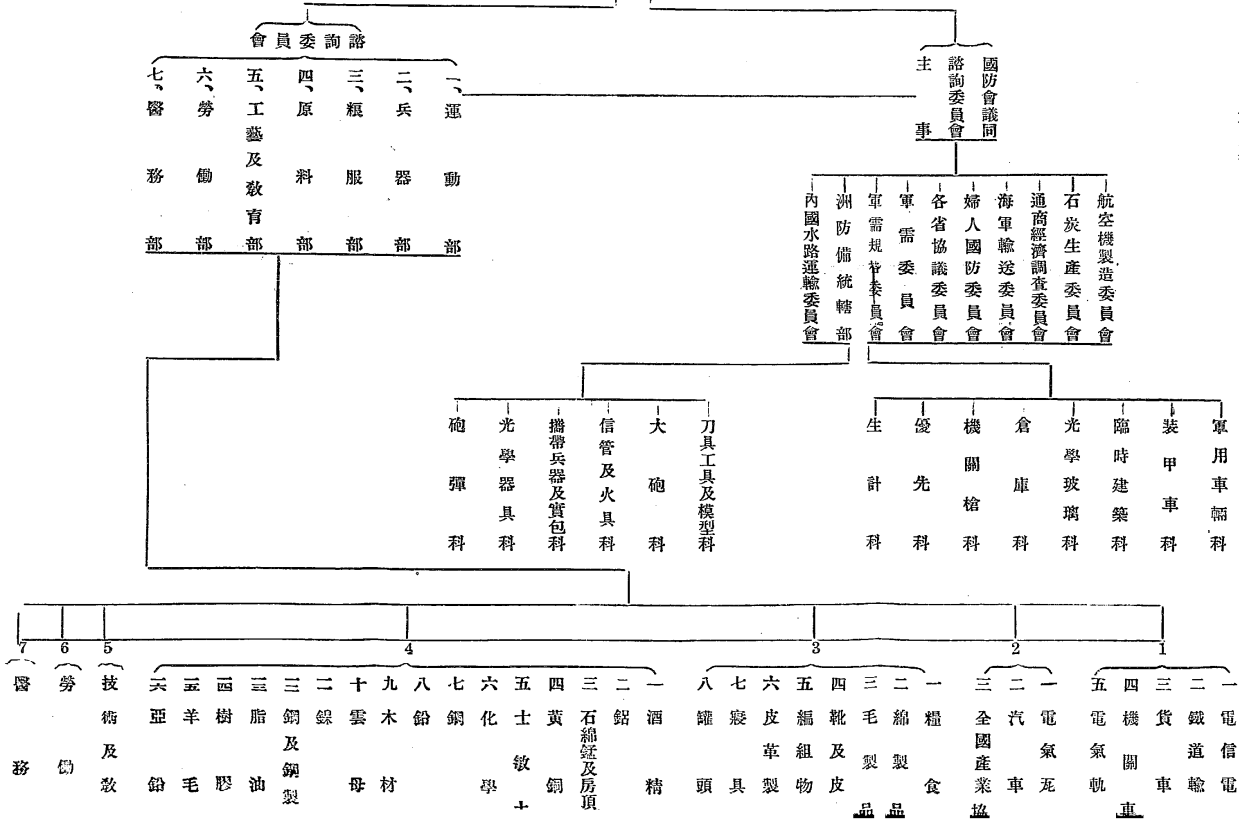 諮詢委員會
一、運動部
二、兵器部
三、粮服部
四、原料部
五、工藝及敎育部
六、勞働部
七、醫務部
國防會議同
諮詢委員會
主事
航空機製造委員會
石炭生產委員會
通商經濟調查委員會
海軍輸送委員會
婦人國防委員會
各省協議委員會
軍需委員會
軍需規格委員會
洲防備統轄部
內國水路運輸委員會
軍用車輛科
裝甲車科
臨時建築科
光學玻璃科
倉庫科
機關槍科
優先科
生計科
刀具工具及模型科
大砲科
信管及火具科
攜帶兵器及實包科
光學器具科
砲彈科
1
一電信電
二鐵道輸
三貨車
四機關車
五電氣軌
2
一電氣瓦
二汽車
三全國產業協
3
一糧食
二綿製品
三毛製品
四靴及皮
五編組物
六皮革製
七寢具
八罐頭
4
一酒精
二鋁
三石綿錳及房頂
四黃銅
五士敏土
六化學
七銅
八鉛
九木材
十雲母
二鎳
三鋼及鋼製
三脂油
四樹膠
五羊毛
六亞鉛
5
技術及敎
6
勞働
7
醫務